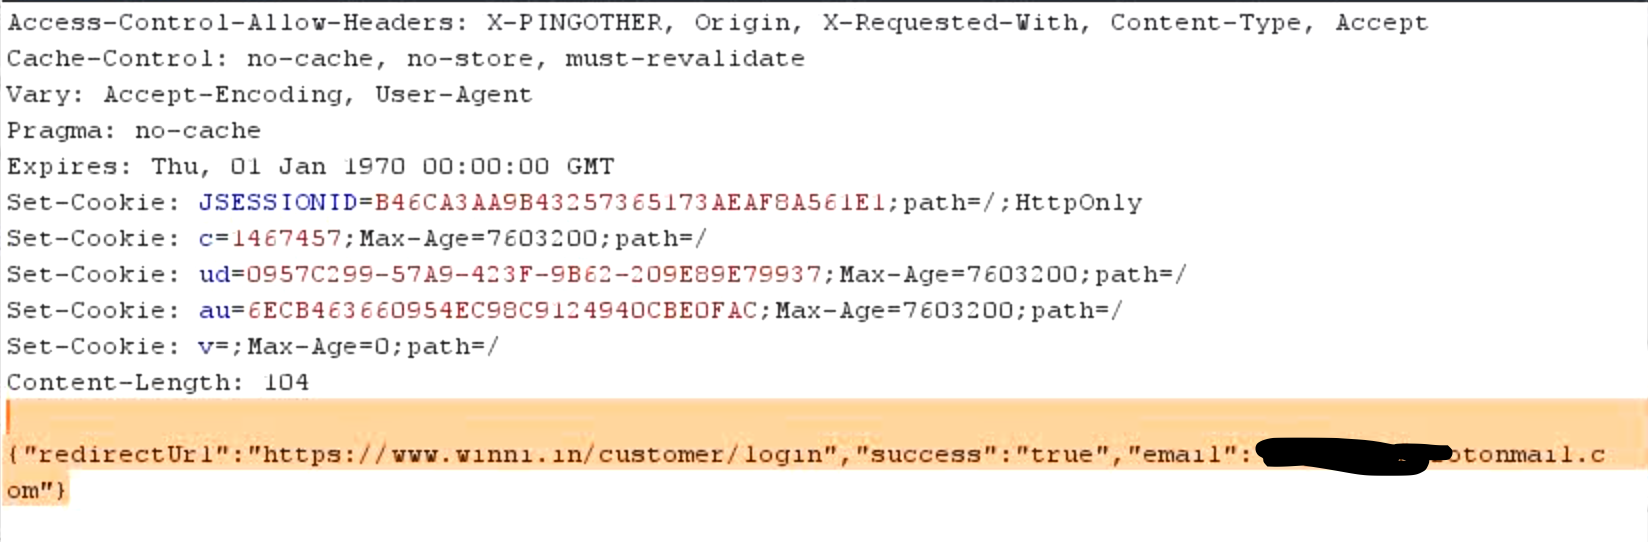 Access-Control-Allow-Headers: X-PINGOTHER, Origin, X-Requested-With, Content-Type, Accept
Cache-Control: no-cache, no-store, must-revalidate
Vary: Accept-Encoding, User-Agent
Pragma: no-cache
Expires: Thu, 01 Jan 1970 00:00:00 GMT
Set-Cookie: JSESSIONID=B46CA3AA9B43257365173AEAF8A561E1;path=/;HttpOnly
Set-Cookie: c=1467457;Max-Age=7603200;path=/
Set-Cookie: ud=0957C299-57A9-423F-9B62-209E89E79937;Max-Age=7603200;path=/
Set-Cookie: au=6ECB463660954EC98C9124940CBE0FAC;Max-Age=7603200;path=/
Set-Cookie: v=;Max-Age=0;path=/
Content-Length: 104
{"redirectUrl":"https://www.winni.in/customer/login","success":"true","email":otonmail.c
om"}